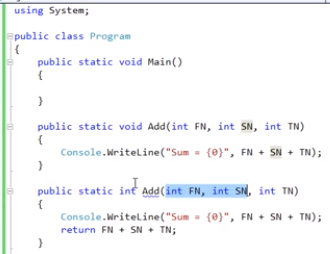 using System;
public class Program
{
public static void Main()
{
}
public static void Add(int FN, int SN, int TN)
{
Console.WriteLine("Sum = {0}", FN + SN + TN);
}
public static int Add(int FN, int SN, int TN)
{
Console.WriteLine("Sum = {0}", FN + SN + TN);
return FN + SN + TN;
}